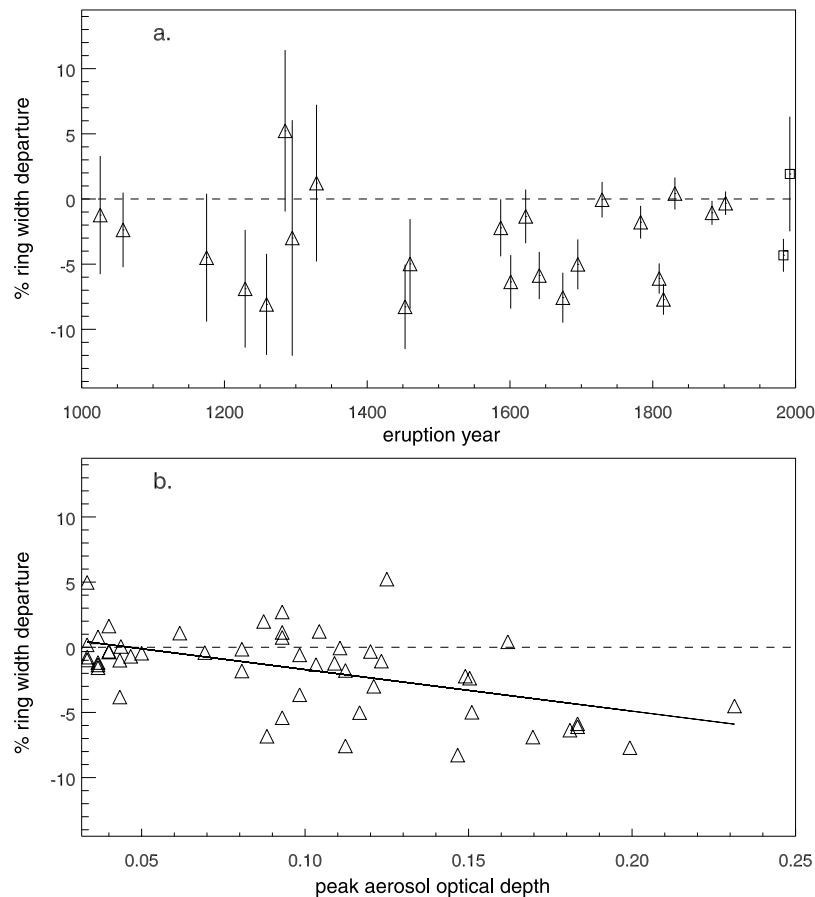 a.
10
5
0
-5
-10
% ring width departure
1000 1200 1400 1600 1800 2000
eruption year
b.
10
5
0
-5
-10
% ring width departure
0.05 0.10 0.15 0.20 0.25
peak aerosol optical depth